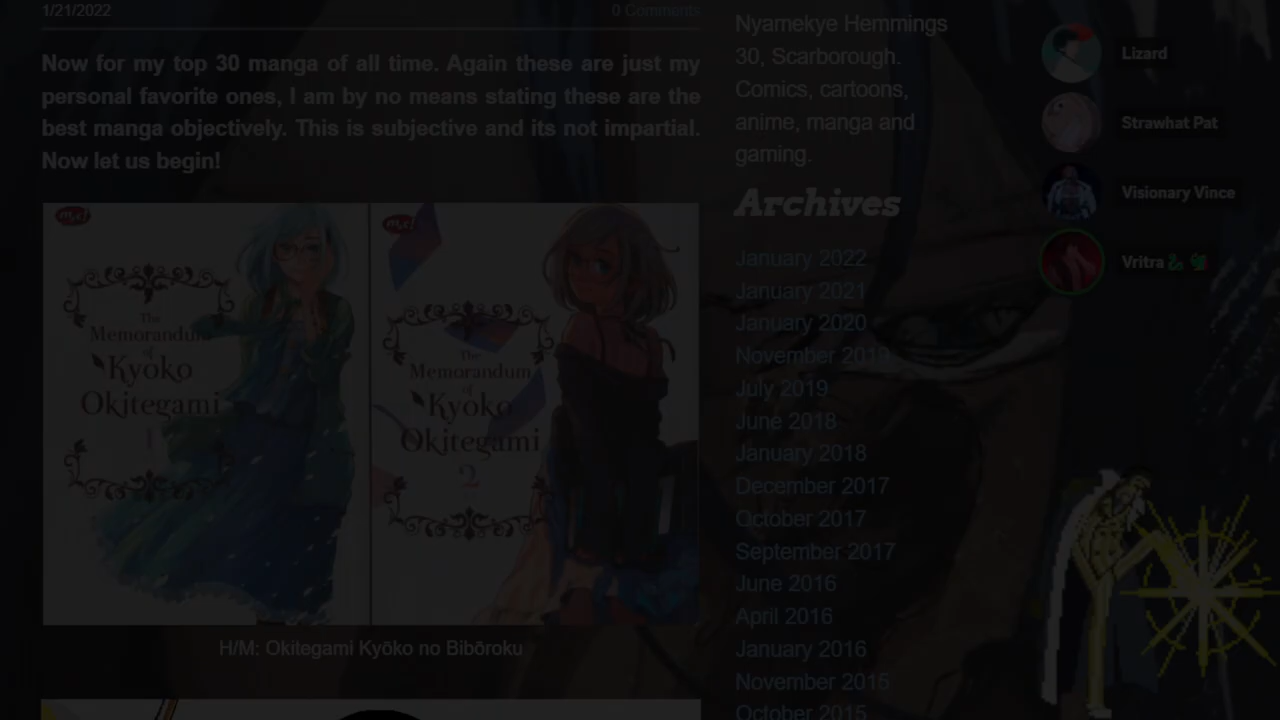 1/21/2022
0 Comments
Now for my top 30 manga of all time. Again these are just my
personal favorite ones, I am by no means stating these are the
best manga objectively. This is subjective and its not impartial.
Now let us begin!
m&c!
The
Memorandum
of
Kyoko
Okitegami
1
m&c!
The
Memorandum
of
Kyoko
Okitegami
2
H/M: Okitegami Kyōko no Bibōroku
Nyamekye Hemmings
30, Scarborough.
Comics, cartoons,
anime, manga and
gaming.
Archives
January 2022
January 2021
January 2020
November 2019
July 2019
June 2018
January 2018
December 2017
October 2017
September 2017
June 2016
April 2016
January 2016
November 2015
October 2015
Lizard
Strawhat Pat
Visionary Vince
Vritra🐍 🐲